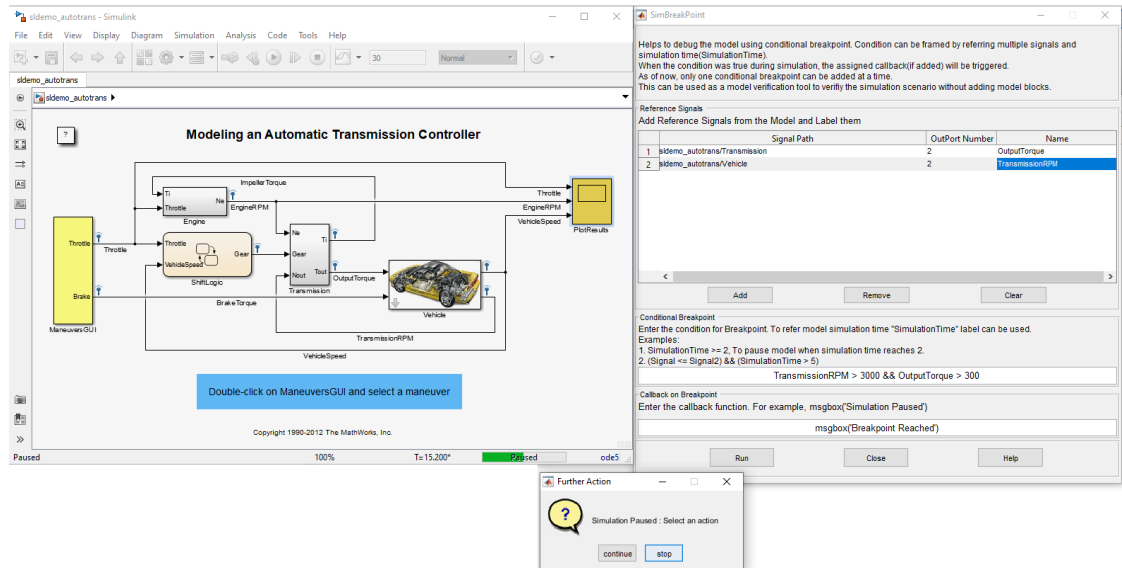 sldemo_autotrans - Simulink
File Edit View Display Diagram Simulation Analysis Code Tools Help
30
Normal
sldemo_autotrans
sldemo_autotrans
?
Modeling an Automatic Transmission Controller
ImpellerTorque
Ti
Throttle
Ne
Engine
EngineRPM
Throttle
EngineRPM
VehicleSpeed
PlotResults
Throttle
Brake
ManeuversGUI
Throttle
Throttle
VehicleSpeed
Gear
ShiftLogic
Ne
Gear
Nout
Ti
Tout
Transmission
OutputTorque
BrakeTorque
Vehicle
TransmissionRPM
VehicleSpeed
Double-click on ManeuversGUI and select a maneuver
Copyright 1990-2012 The MathWorks, Inc.
Paused 100% T=15.200* Paused ode5
SimBreakPoint
Helps to debug the model using conditional breakpoint. Condition can be framed by referring multiple signals and
simulation time(SimulationTime).
When the condition was true during simulation, the assigned callback(if added) will be triggered.
As of now, only one conditional breakpoint can be added at a time.
This can be used as a model verification tool to verifiy the simulation scenario without adding model blocks.
Reference Signals
Add Reference Signals from the Model and Label them
Signal Path OutPort Number Name
1 sldemo_autotrans/Transmission 2 OutputTorque
2 sldemo_autotrans/Vehicle 2 TransmissionRPM
Add Remove Clear
Conditional Breakpoint
Enter the condition for Breakpoint. To refer model simulation time "SimulationTime" label can be used.
Examples:
1. SimulationTime >= 2, To pause model when simulation time reaches 2.
2. (Signal <= Signal2) && (SimulationTime > 5)
TransmissionRPM > 3000 && OutputTorque > 300
Callback on Breakpoint
Enter the callback function. For example, msgbox('Simulation Paused')
msgbox('Breakpoint Reached')
Run Close Help
Further Action
?
Simulation Paused : Select an action
continue stop